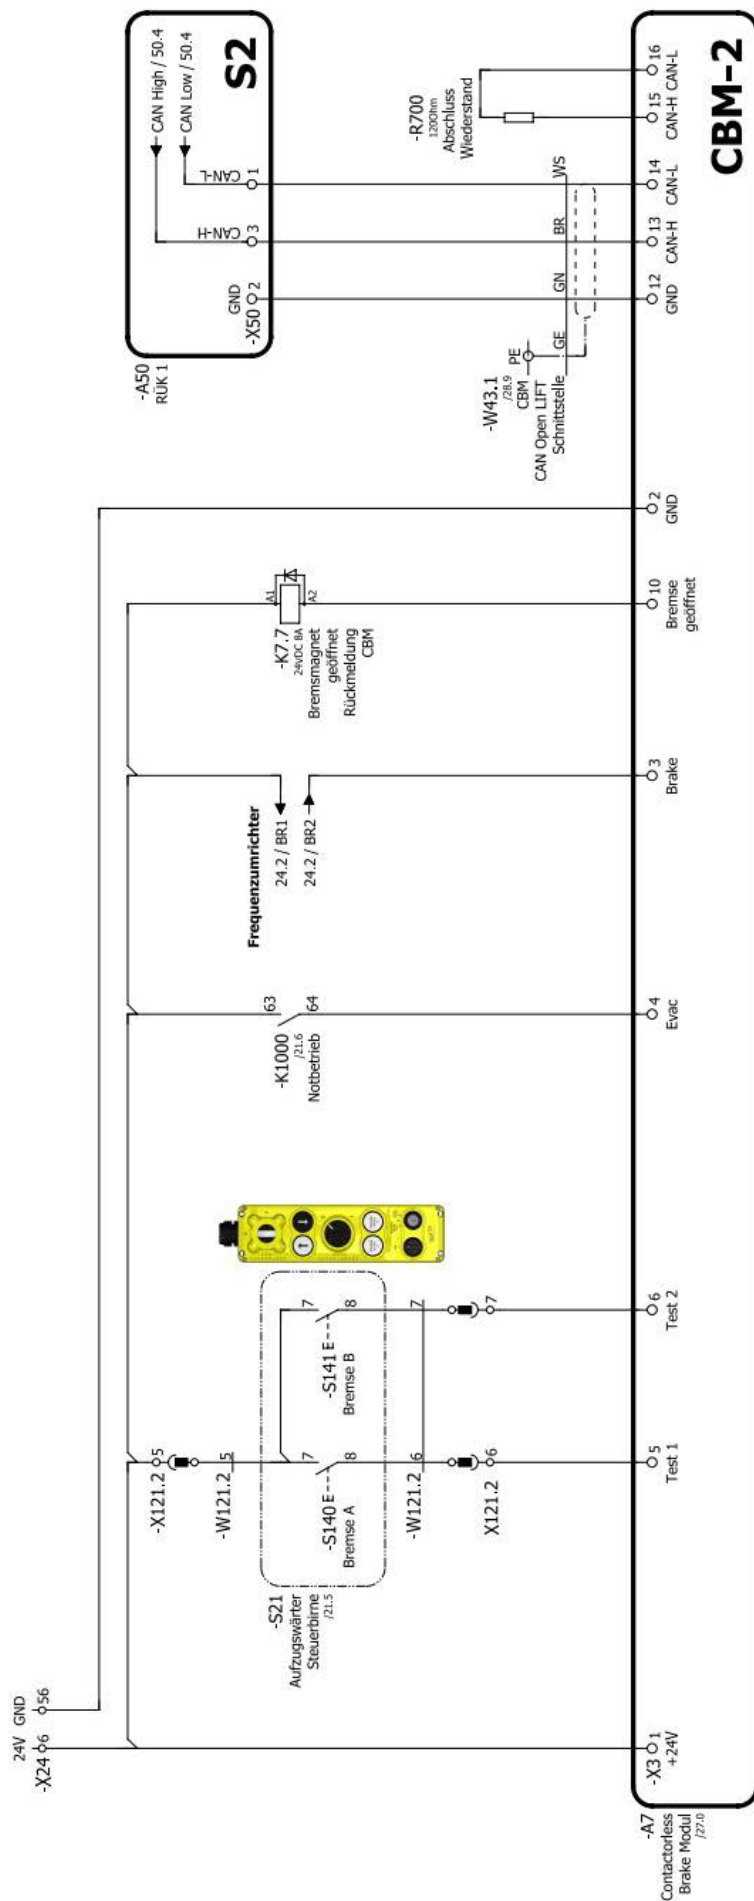 24V GND
-X24 6 56
-X121.2 5
-W121.2 5
-S21
Aufzugswärter
Steuerbirne
/21.5
-S140 E
Bremse A
7
8
-S141 E
Bremse B
7
8
-W121.2 6 7
X121.2 6 7
-K1000
/21.6
Notbetrieb
63
64
Frequenzumrichter
24.2 / BR1
24.2 / BR2
-K7.7
24VDC 8A
Bremsmagnet
geöffnet
Rückmeldung
CBM
A1
A2
-A50
RÜK 1
S2
CAN High / 50.4
CAN Low / 50.4
GND CAN-H CAN-L
-X50 2 3 1
-W43.1
/28.9
CBM
CAN Open LIFT
Schnittstelle
PE
GE GN BR WS
-R700
120Ohm
Abschluss
Wiederstand
-A7
Contactorless
Brake Modul
/27.0
-X3 1 5 6 4 3 10 2 12 13 14 15 16
+24V Test 1 Test 2 Evac Brake Bremse GND GND CAN-H CAN-L CAN-H CAN-L
geöffnet
CBM-2